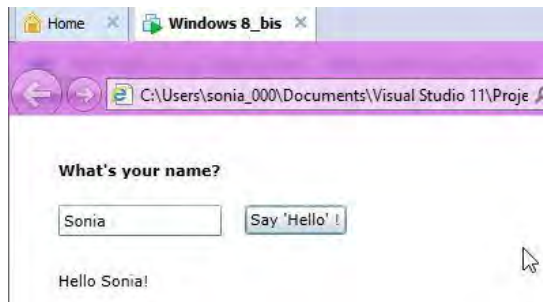 Home Windows 8_bis
C:\Users\sonia_000\Documents\Visual Studio 11\Proje
What's your name?
Sonia Say 'Hello' !
Hello Sonia!